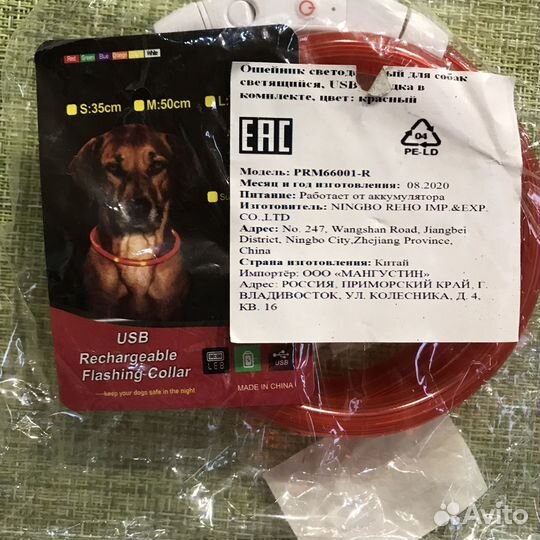 Red Green Blue Orange White
S:35cm M:50cm L:
USB
Rechargeable
Flashing-Collar
....keep your dogs safe in the night
LED USB
MADE IN CHINA
Ошейник светод ный для собак
светящийся, USB дка в
комплекте, цвет: красный
EAC
04
PE-LD
Модель: PRM66001-R
Месяц и год изготовления: 08.2020
Питание: Работает от аккумулятора
Изготовитель: NINGBO REHO IMP.&EXP.
CO.,LTD
Адрес: No. 247, Wangshan Road, Jiangbei
District, Ningbo City,Zhejiang Province,
China
Страна изготовления: Китай
Импортёр: ООО «МАНГУСТИН»
Адрес: РОССИЯ, ПРИМОРСКИЙ КРАЙ, Г.
ВЛАДИВОСТОК, УЛ. КОЛЕСНИКА, Д. 4,
КВ. 16
Avito